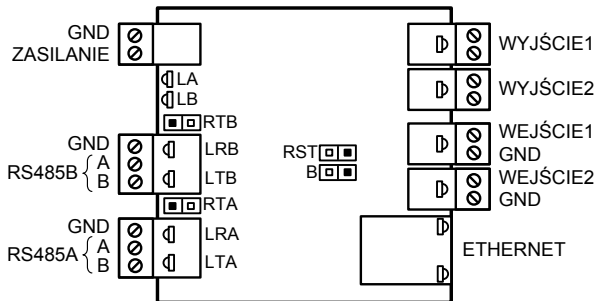 GND
ZASILANIE
LA
LB
RTB
GND
A
RS485B {
B
LRB
LTB
RTA
GND
A
RS485A {
B
LRA
LTA
RST
B
WYJŚCIE1
WYJŚCIE2
WEJŚCIE1
GND
WEJŚCIE2
GND
ETHERNET